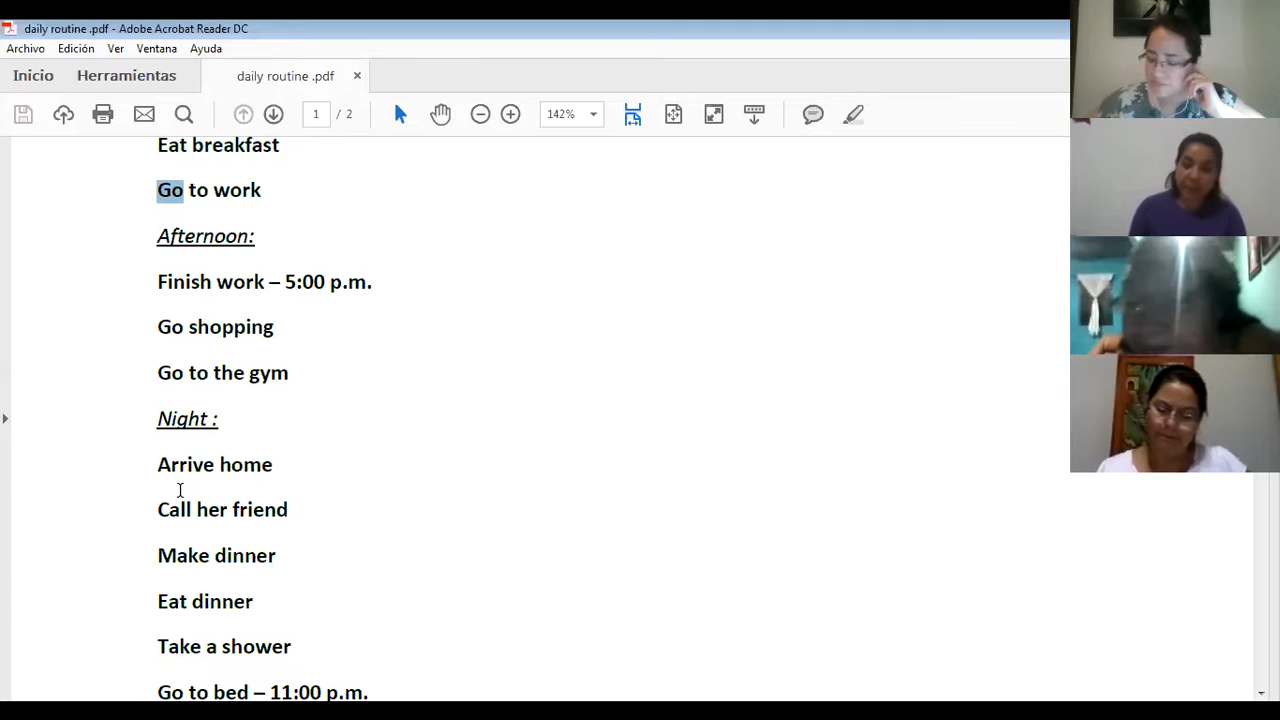 daily routine .pdf - Adobe Acrobat Reader DC
Archivo Edición Ver Ventana Ayuda
Inicio Herramientas daily routine .pdf ×
1 / 2 142%
Eat breakfast
Go to work
Afternoon:
Finish work – 5:00 p.m.
Go shopping
Go to the gym
Night :
Arrive home
Call her friend
Make dinner
Eat dinner
Take a shower
Go to bed – 11:00 p.m.